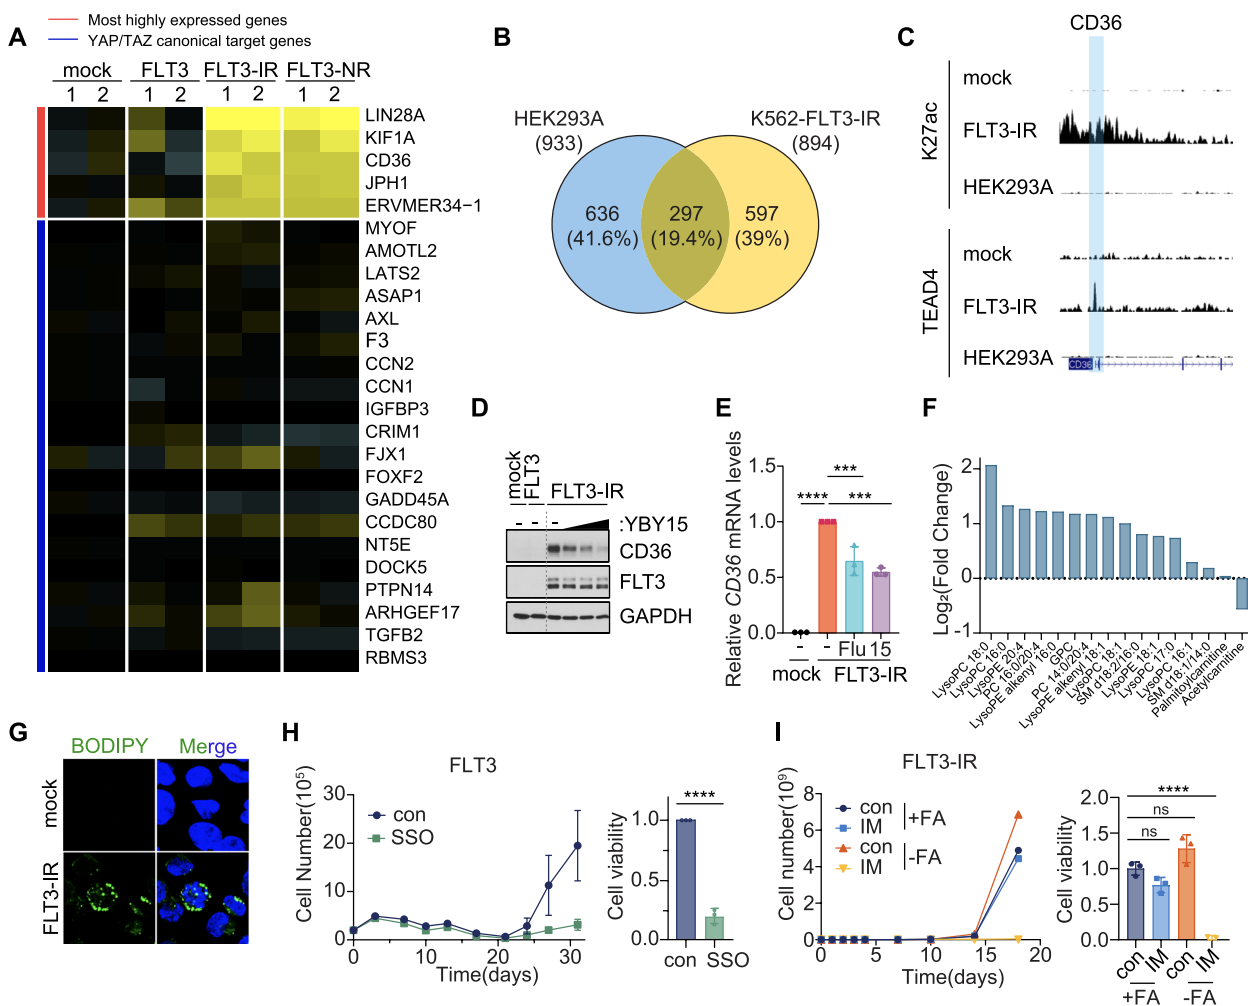 A
Most highly expressed genes
YAP/TAZ canonical target genes
mock FLT3 FLT3-IR FLT3-NR
1 2 1 2 1 2 1 2
LIN28A
KIF1A
CD36
JPH1
ERVMER34−1
MYOF
AMOTL2
LATS2
ASAP1
AXL
F3
CCN2
CCN1
IGFBP3
CRIM1
FJX1
FOXF2
GADD45A
CCDC80
NT5E
DOCK5
PTPN14
ARHGEF17
TGFB2
RBMS3
B
HEK293A
(933)
K562-FLT3-IR
(894)
636
(41.6%)
297
(19.4%)
597
(39%)
C
CD36
K27ac
mock
FLT3-IR
HEK293A
TEAD4
mock
FLT3-IR
HEK293A
CD36
D
mock
FLT3
FLT3-IR
- - - :YBY15
CD36
FLT3
GAPDH
E
Relative CD36 mRNA levels
1.5
1.0
0.5
0.0
***
**** ***
- - Flu 15
mock FLT3-IR
F
Log₂(Fold Change)
2
1
0
-1
LysoPC 18:0
LysoPC 16:0
LysoPE 20:4
PC 16:0/20:4
LysoPE alkenyl 16:0
GPC
PC 14:0/20:4
LysoPE alkenyl 18:1
LysoPC 18:1
SM d18:2/16:0
LysoPE 18:1
LysoPC 17:0
LysoPC 16:1
SM d18:1/14:0
Palmitoylcarnitine
Acetylcarnitine
G
BODIPY Merge
mock
FLT3-IR
H
FLT3
Cell Number(10⁵)
30
20
10
0
con
SSO
0 10 20 30
Time(days)
Cell viability
1.0
0.5
0.0
****
con SSO
I
FLT3-IR
Cell number(10⁹)
8
6
4
2
0
con
IM
+FA
con
IM
-FA
0 5 10 15 20
Time(days)
Cell viability
2.0
1.5
1.0
0.5
0.0
****
ns
ns
con IM con IM
+FA -FA